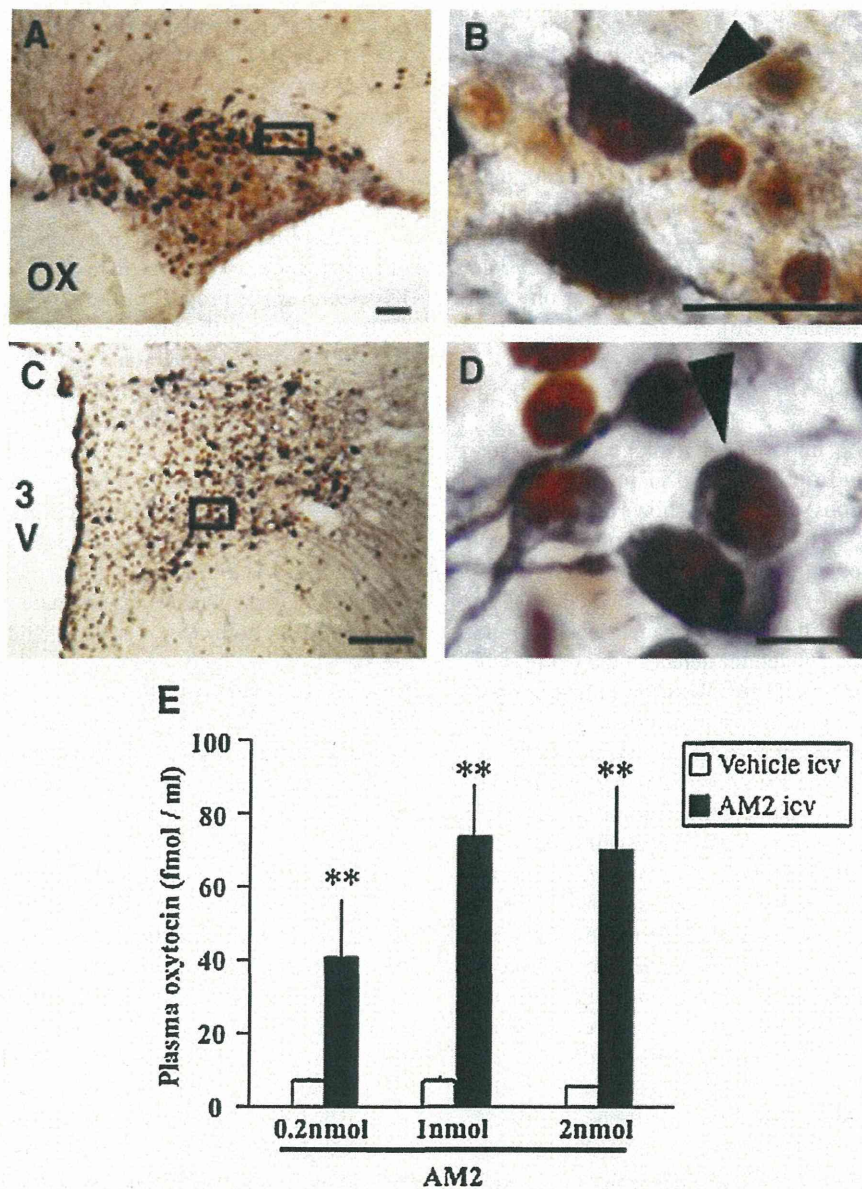 A
B
OX
C
D
3
V
E
100
80
60
40
20
0
Plasma oxytocin (fmol / ml)
**
**
**
Vehicle icv
AM2 icv
0.2nmol
1nmol
2nmol
AM2